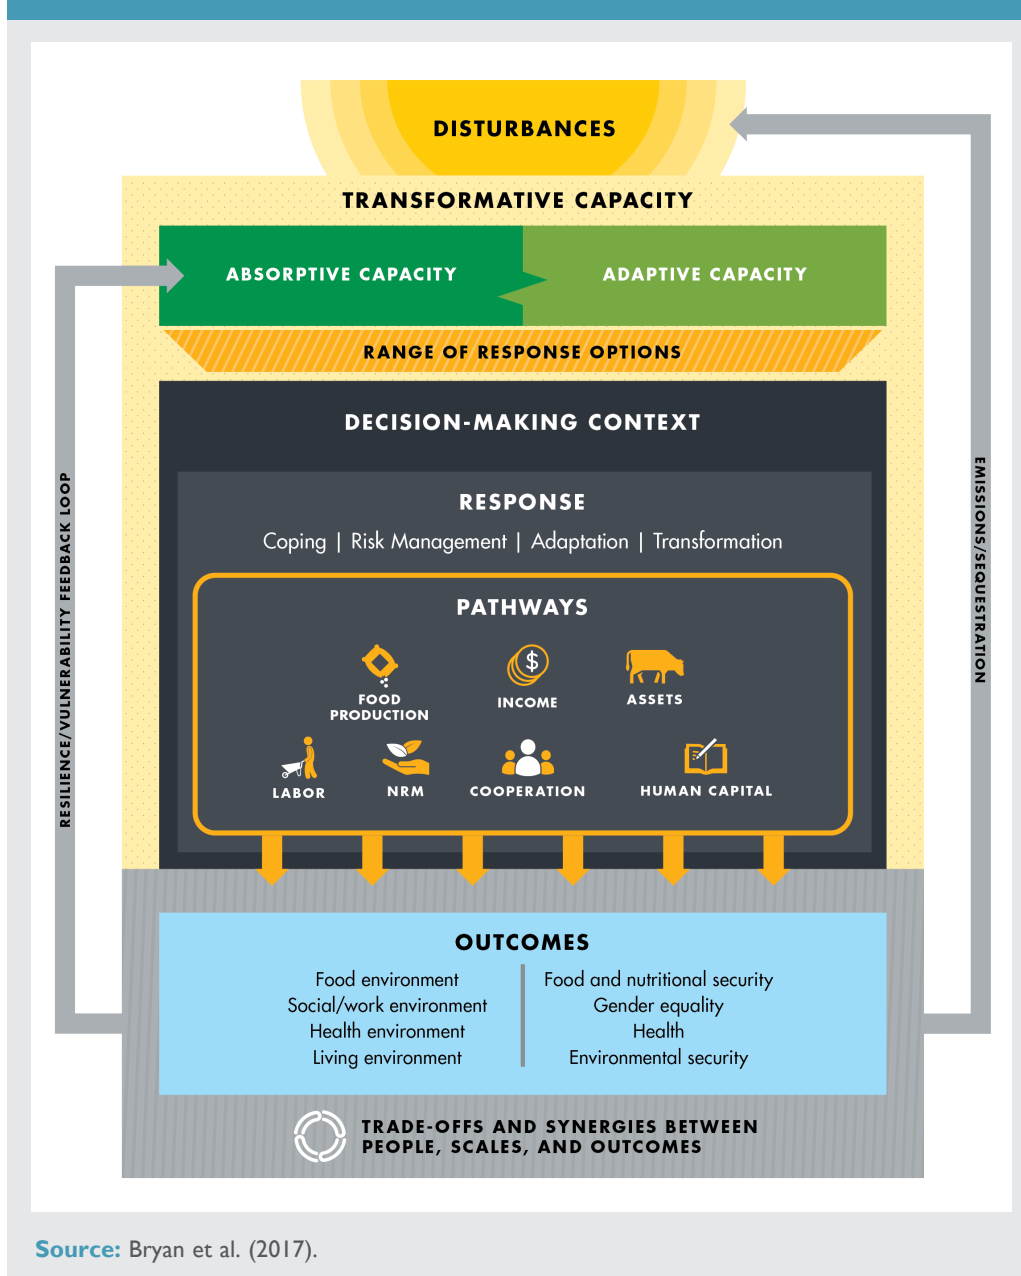 DISTURBANCES
TRANSFORMATIVE CAPACITY
ABSORPTIVE CAPACITY
ADAPTIVE CAPACITY
RANGE OF RESPONSE OPTIONS
DECISION-MAKING CONTEXT
RESPONSE
Coping | Risk Management | Adaptation | Transformation
PATHWAYS
$
FOOD
PRODUCTION
INCOME
ASSETS
LABOR
NRM
COOPERATION
HUMAN CAPITAL
RESILIENCE/VULNERABILITY FEEDBACK LOOP
EMISSIONS/SEQUESTRATION
OUTCOMES
Food environment
Social/work environment
Health environment
Living environment
Food and nutritional security
Gender equality
Health
Environmental security
TRADE-OFFS AND SYNERGIES BETWEEN
PEOPLE, SCALES, AND OUTCOMES
Source: Bryan et al. (2017).